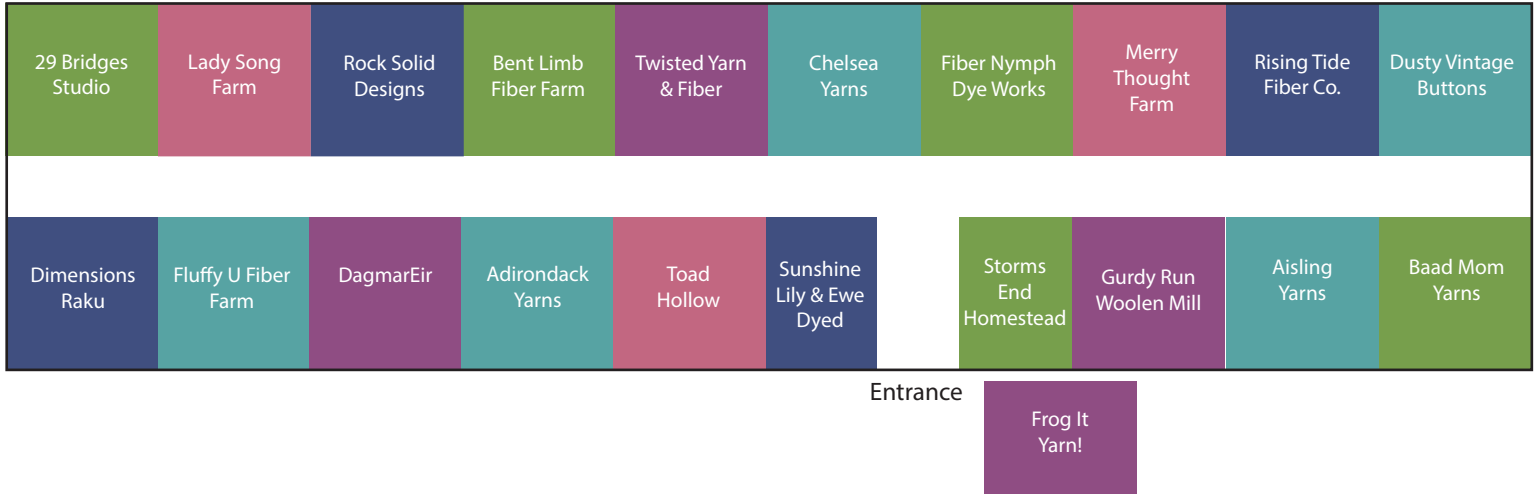 29 Bridges
Studio
Lady Song
Farm
Rock Solid
Designs
Bent Limb
Fiber Farm
Twisted Yarn
& Fiber
Chelsea
Yarns
Fiber Nymph
Dye Works
Merry
Thought
Farm
Rising Tide
Fiber Co.
Dusty Vintage
Buttons
Dimensions
Raku
Fluffy U Fiber
Farm
DagmarEir
Adirondack
Yarns
Toad
Hollow
Sunshine
Lily & Ewe
Dyed
Storms
End
Homestead
Gurdy Run
Woolen Mill
Aisling
Yarns
Baad Mom
Yarns
Entrance
Frog It
Yarn!